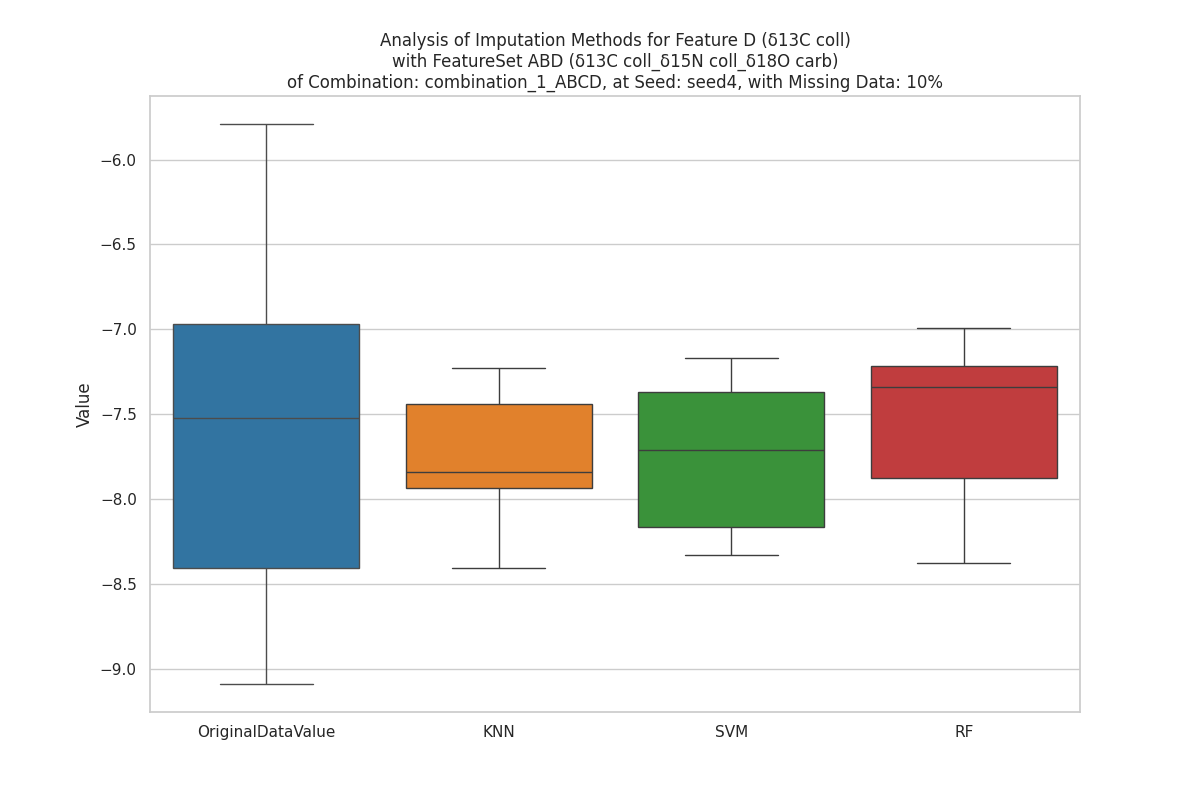 Analysis of Imputation Methods for Feature D (δ13C coll)
with FeatureSet ABD (δ13C coll_δ15N coll_δ18O carb)
of Combination: combination_1_ABCD, at Seed: seed4, with Missing Data: 10%
−6.0
−6.5
−7.0
−7.5
−8.0
−8.5
−9.0
Value
OriginalDataValue
KNN
SVM
RF